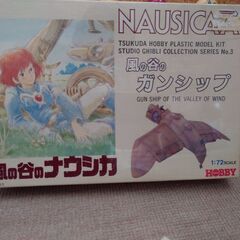 NAUSICAA
TSUKUDA HOBBY PLASTIC MODEL KIT
STUDIO GHIBLI COLLECTION SERIES No.3
風の谷の
ガンシップ
GUN SHIP OF THE VALLEY OF WIND
風の谷のナウシカ
1:72 SCALE
HOBBY